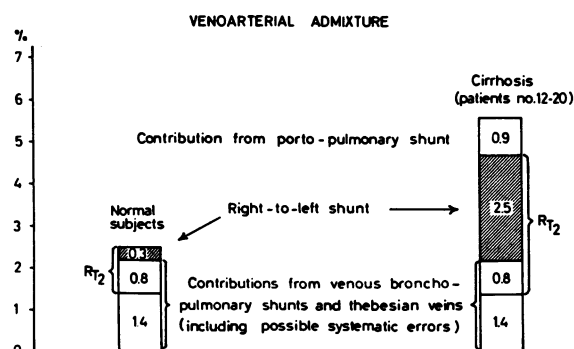 VENOARTERIAL ADMIXTURE
%
7
6
5
4
3
2
1
0
Cirrhosis
(patients no.12-20)
Contribution from porto-pulmonary shunt
0.9
Normal
subjects
Right-to-left shunt
2.5
RT2
0.3
RT2
0.8
Contributions from venous broncho-
pulmonary shunts and thebesian veins
(including possible systematic errors)
0.8
1.4
1.4